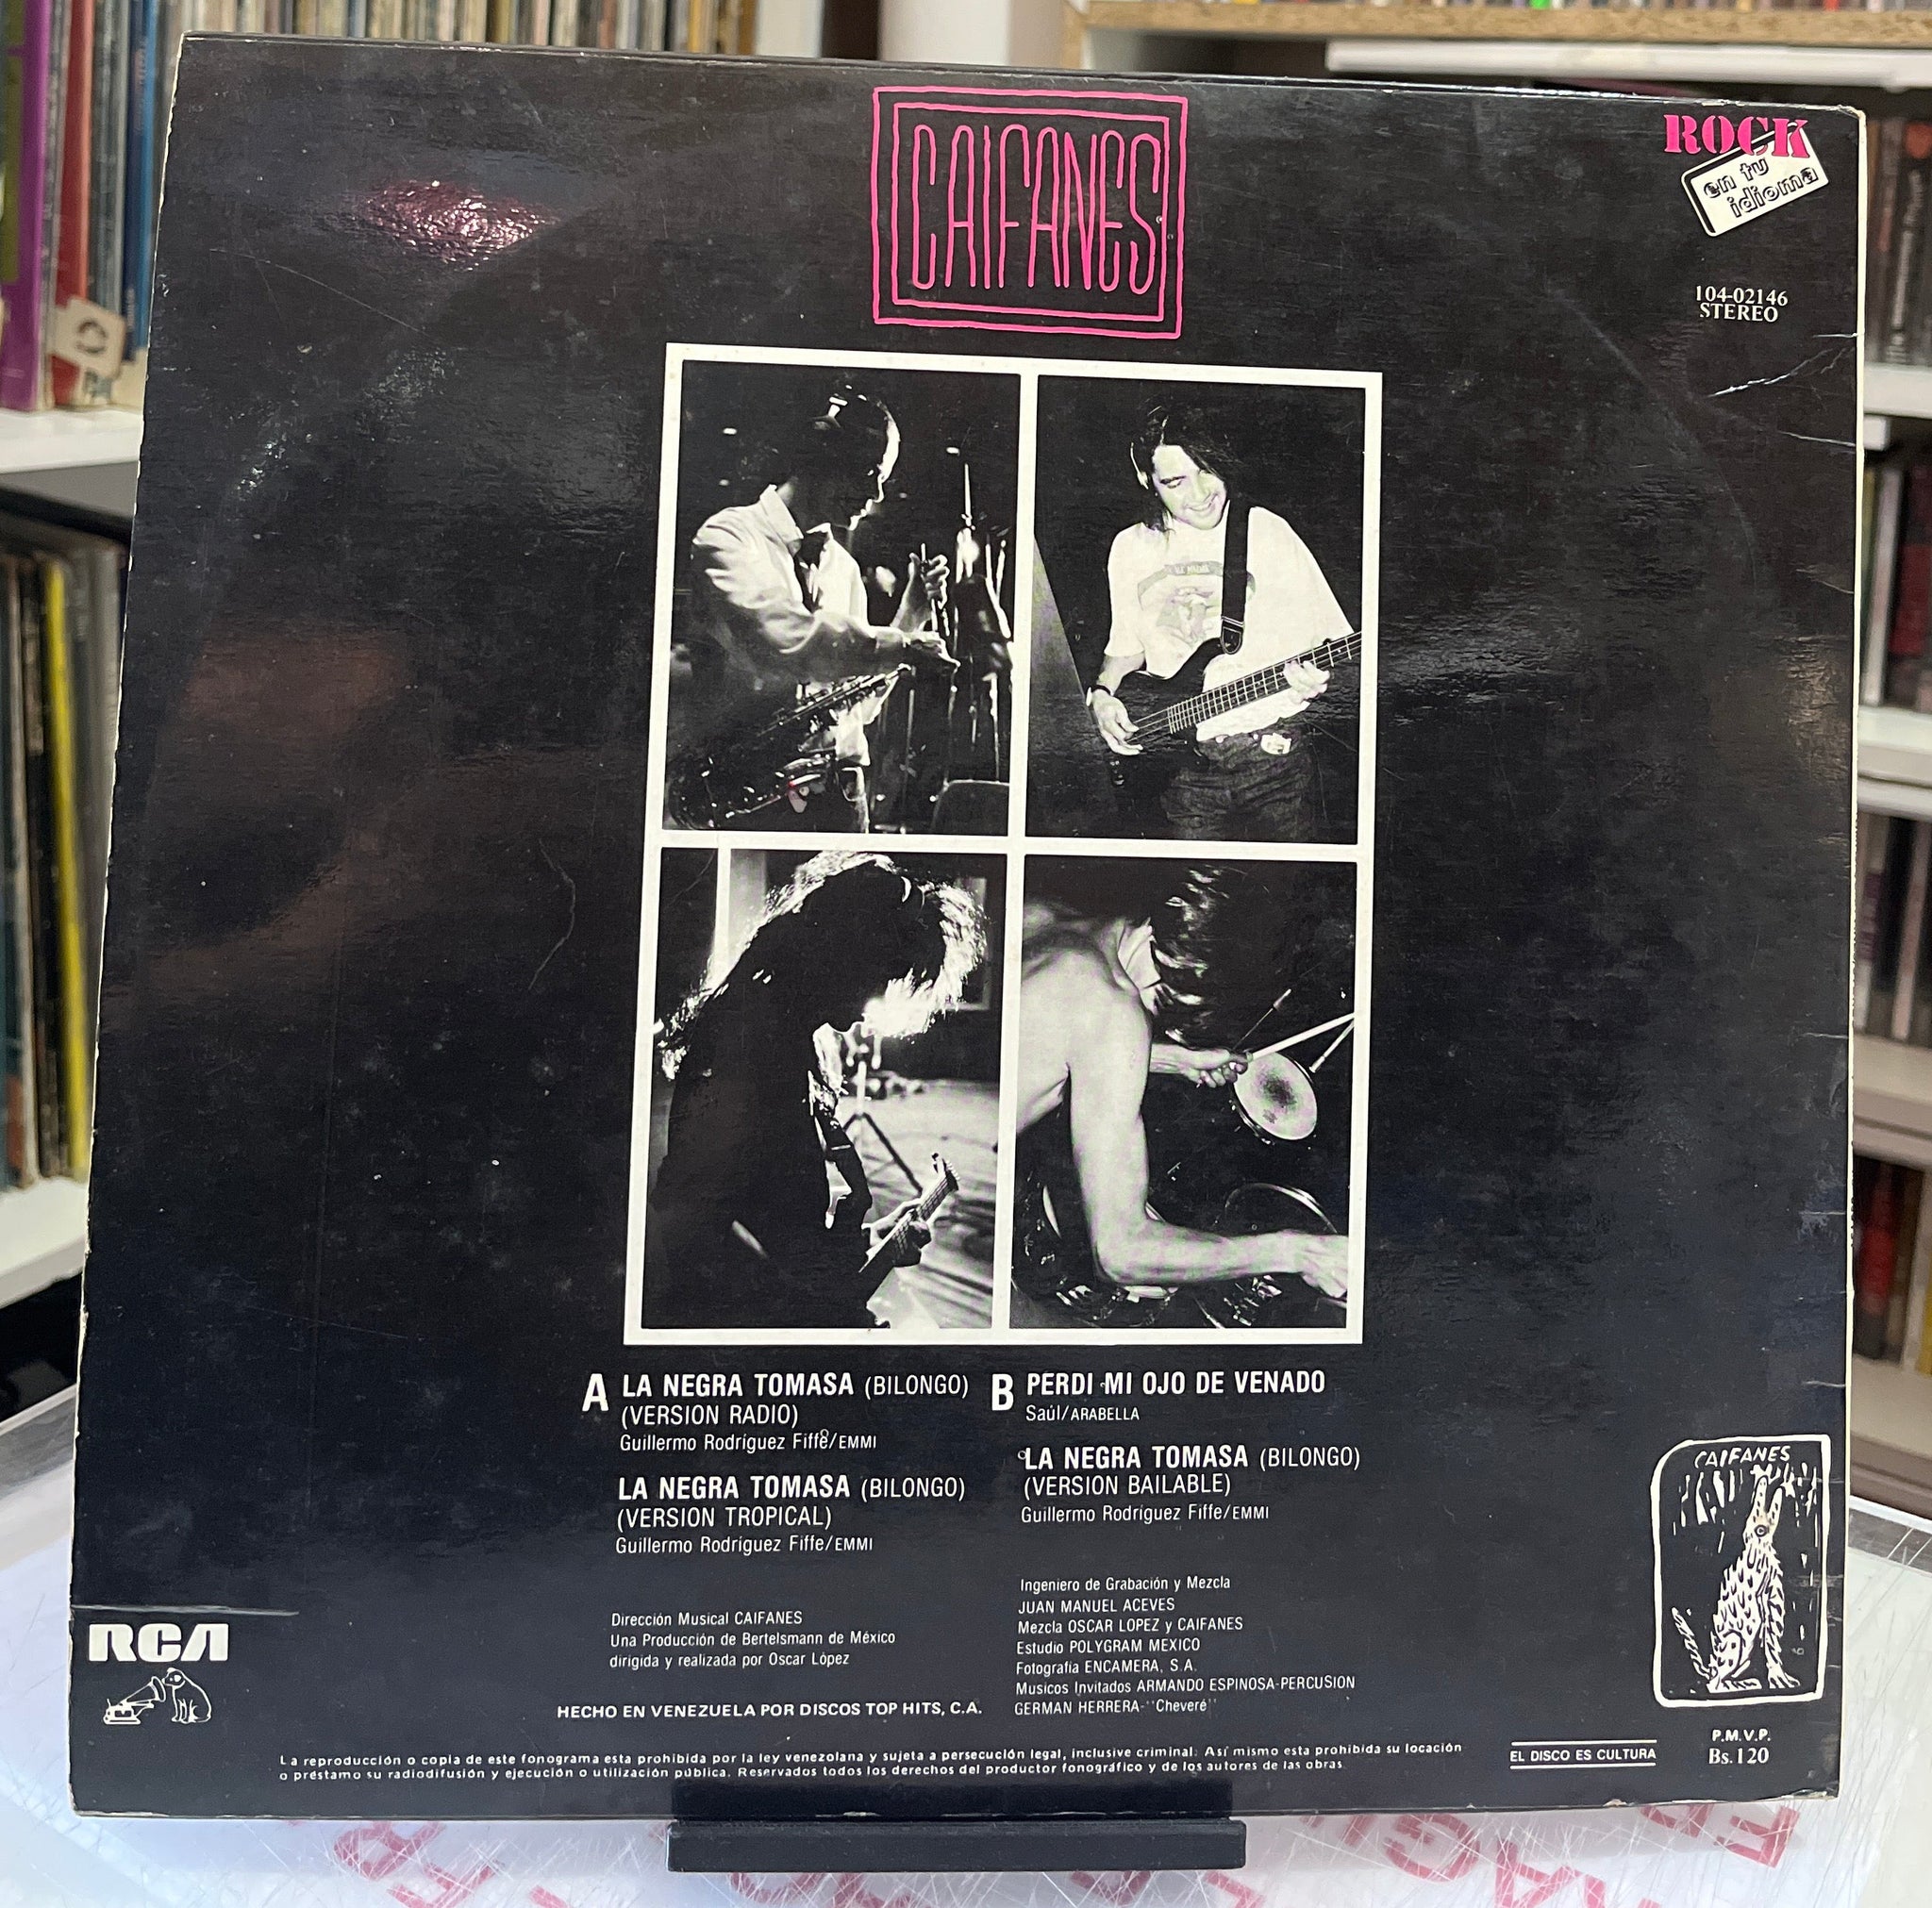 CAIFANES
ROCK
en tu
idioma
104-02146
STEREO
A LA NEGRA TOMASA (BILONGO)
(VERSION RADIO)
Guillermo Rodríguez Fiffe/EMMI
LA NEGRA TOMASA (BILONGO)
(VERSION TROPICAL)
Guillermo Rodríguez Fiffe/EMMI
B PERDI MI OJO DE VENADO
Saúl/ARABELLA
LA NEGRA TOMASA (BILONGO)
(VERSION BAILABLE)
Guillermo Rodríguez Fiffe/EMMI
Dirección Musical CAIFANES
Una Producción de Bertelsmann de México
dirigida y realizada por Oscar López
Ingeniero de Grabación y Mezcla
JUAN MANUEL ACEVES
Mezcla OSCAR LOPEZ y CAIFANES
Estudio POLYGRAM MEXICO
Fotografía ENCAMERA, S.A.
Musicos Invitados ARMANDO ESPINOSA-PERCUSION
GERMAN HERRERA-"Cheveré"
CAIFANES
RCA
HECHO EN VENEZUELA POR DISCOS TOP HITS, C.A.
La reproducción o copia de este fonograma esta prohibida por la ley venezolana y sujeta a persecución legal, inclusive criminal. Así mismo esta prohibida su locación
o préstamo su radiodifusión y ejecución o utilización pública. Reservados todos los derechos del productor fonográfico y de los autores de las obras.
EL DISCO ES CULTURA
P.M.V.P.
Bs.120